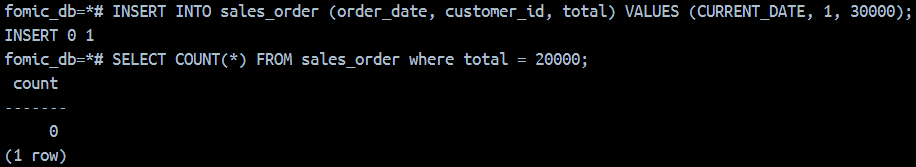 fomic_db=*# INSERT INTO sales_order (order_date, customer_id, total) VALUES (CURRENT_DATE, 1, 30000);
INSERT 0 1
fomic_db=*# SELECT COUNT(*) FROM sales_order where total = 20000;
count
-------
0
(1 row)